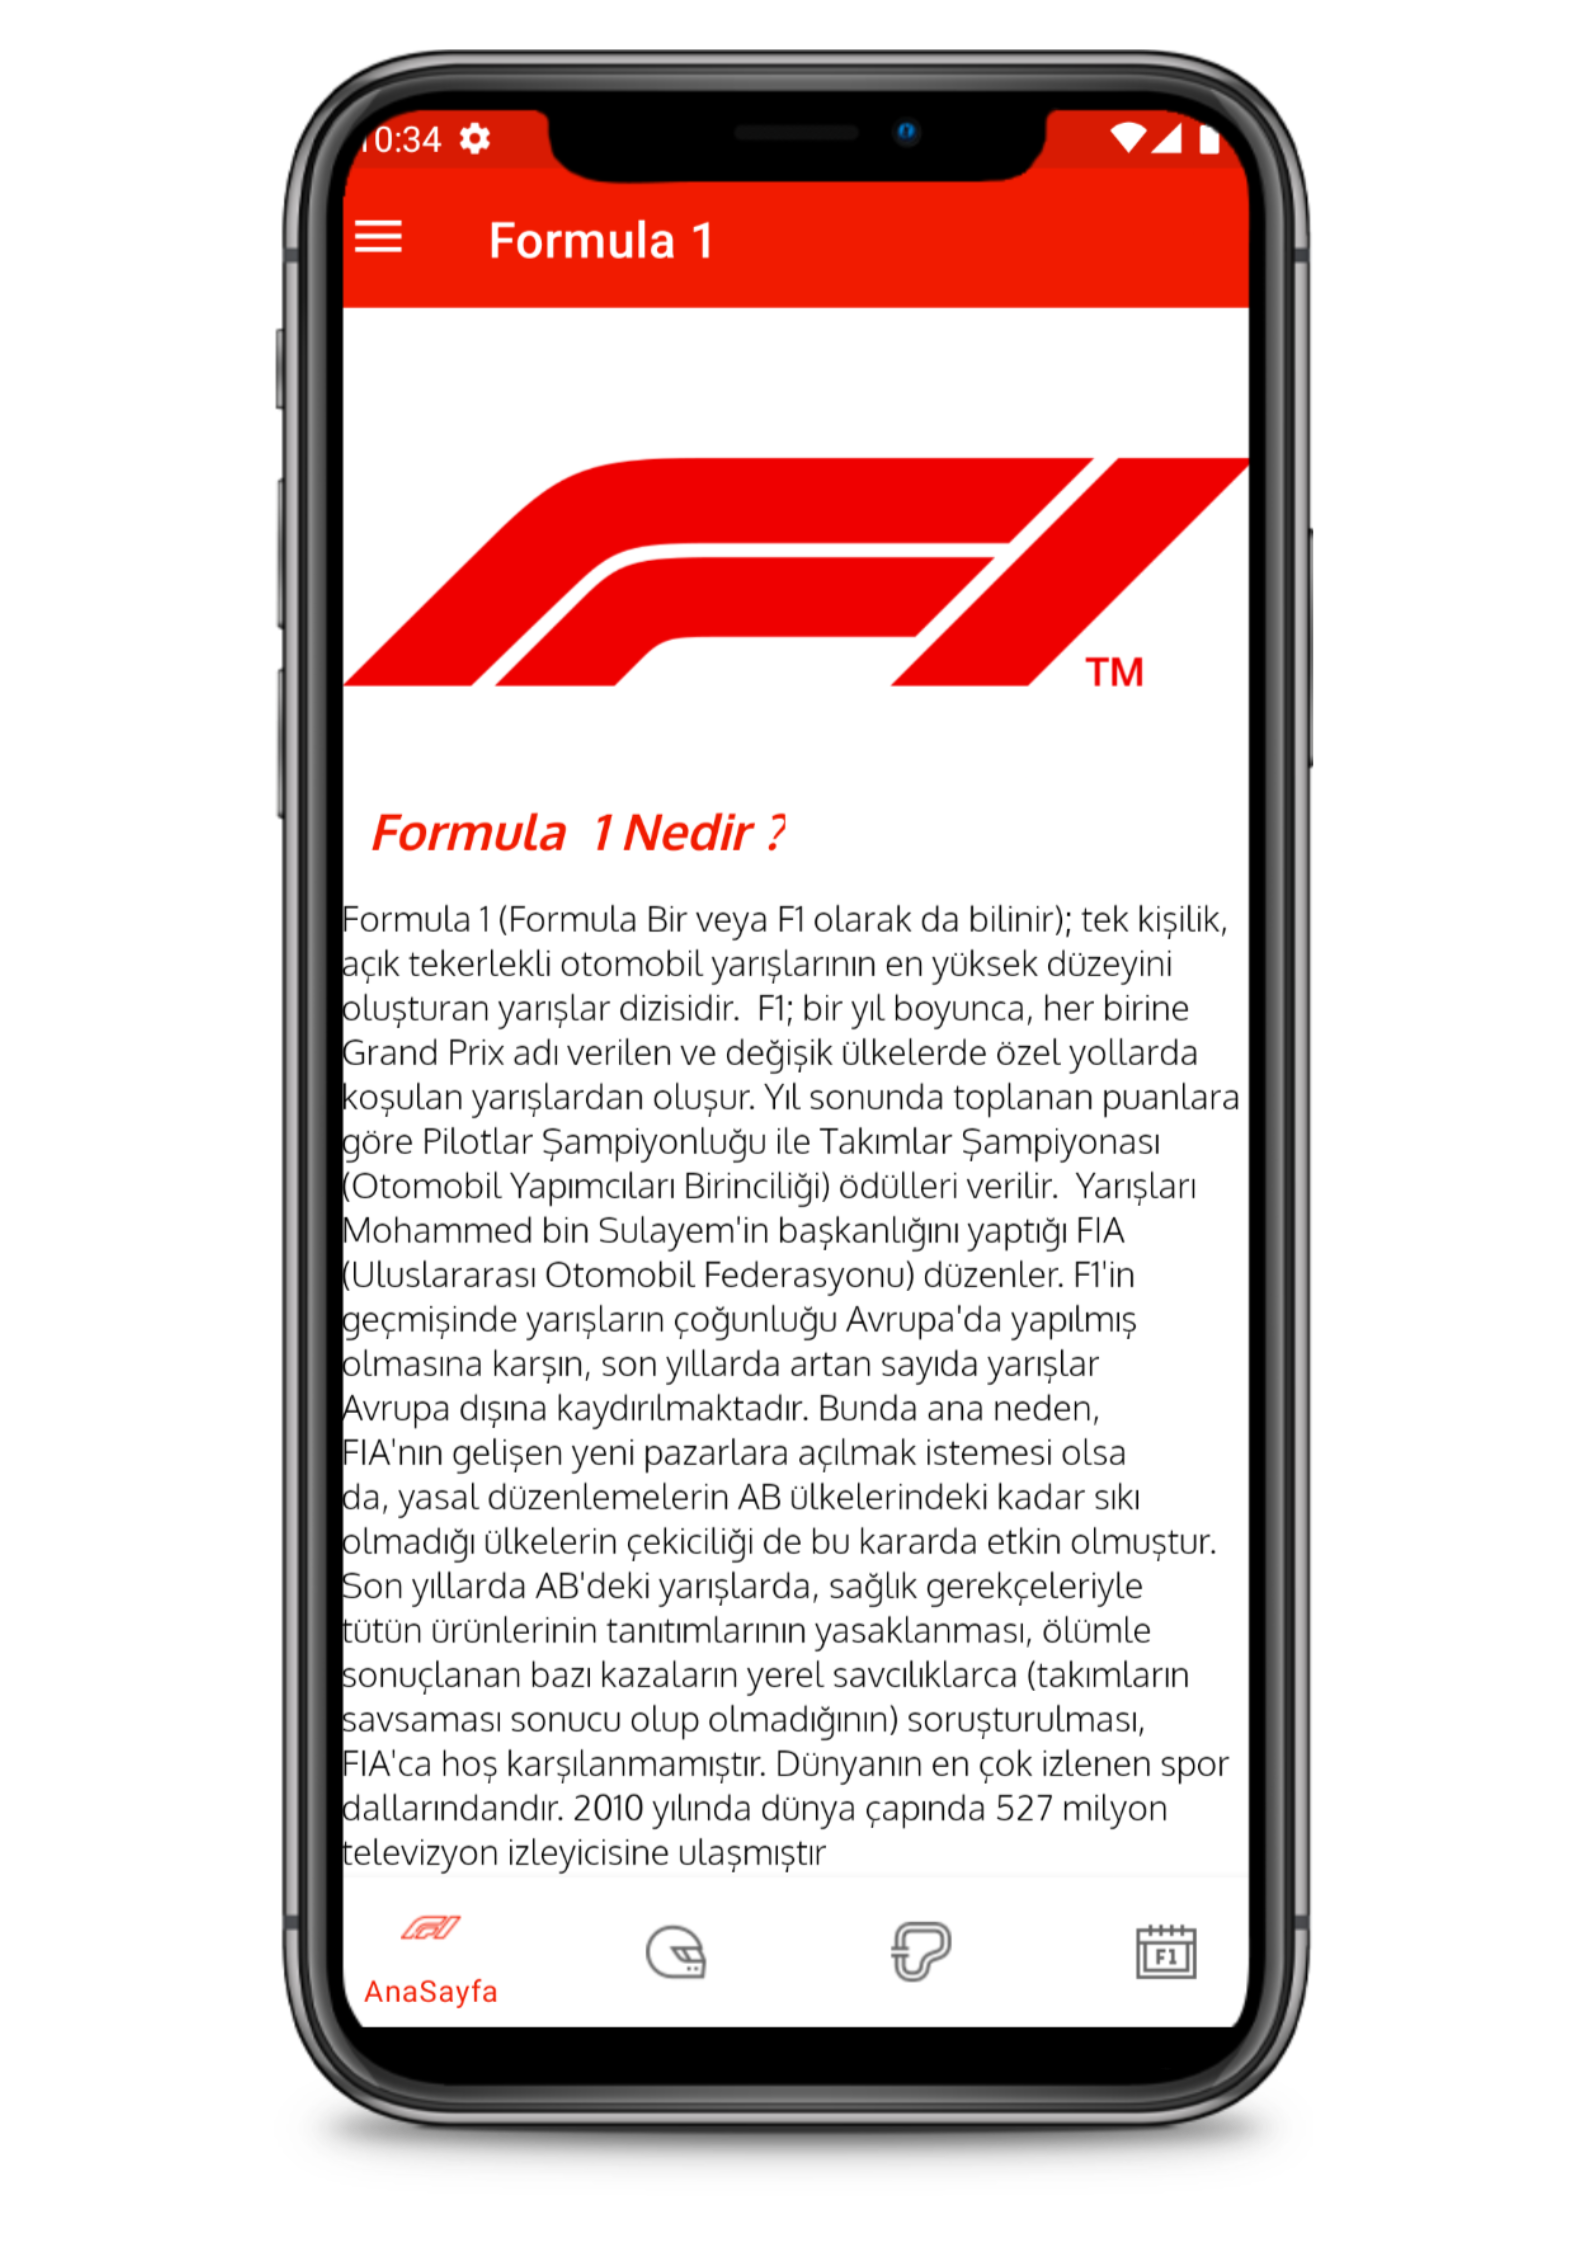 10:34
Formula 1
F1
TM
Formula 1 Nedir ?
Formula 1 (Formula Bir veya F1 olarak da bilinir); tek kişilik,
açık tekerlekli otomobil yarışlarının en yüksek düzeyini
oluşturan yarışlar dizisidir. F1; bir yıl boyunca, her birine
Grand Prix adı verilen ve değişik ülkelerde özel yollarda
koşulan yarışlardan oluşur. Yıl sonunda toplanan puanlara
göre Pilotlar Şampiyonluğu ile Takımlar Şampiyonası
(Otomobil Yapımcıları Birinciliği) ödülleri verilir. Yarışları
Mohammed bin Sulayem'in başkanlığını yaptığı FIA
(Uluslararası Otomobil Federasyonu) düzenler. F1'in
geçmişinde yarışların çoğunluğu Avrupa'da yapılmış
olmasına karşın, son yıllarda artan sayıda yarışlar
Avrupa dışına kaydırılmaktadır. Bunda ana neden,
FIA'nın gelişen yeni pazarlara açılmak istemesi olsa
da, yasal düzenlemelerin AB ülkelerindeki kadar sıkı
olmadığı ülkelerin çekiciliği de bu kararda etkin olmuştur.
Son yıllarda AB'deki yarışlarda, sağlık gerekçeleriyle
tütün ürünlerinin tanıtımlarının yasaklanması, ölümle
sonuçlanan bazı kazaların yerel savcılıklarca (takımların
savsaması sonucu olup olmadığının) soruşturulması,
FIA'ca hoş karşılanmamıştır. Dünyanın en çok izlenen spor
dallarındandır. 2010 yılında dünya çapında 527 milyon
televizyon izleyicisine ulaşmıştır
F1
F1
AnaSayfa